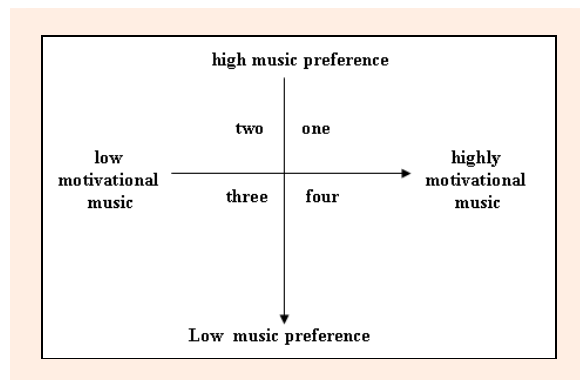 high music preference
two one
low
motivational
music
highly
motivational
music
three four
Low music preference